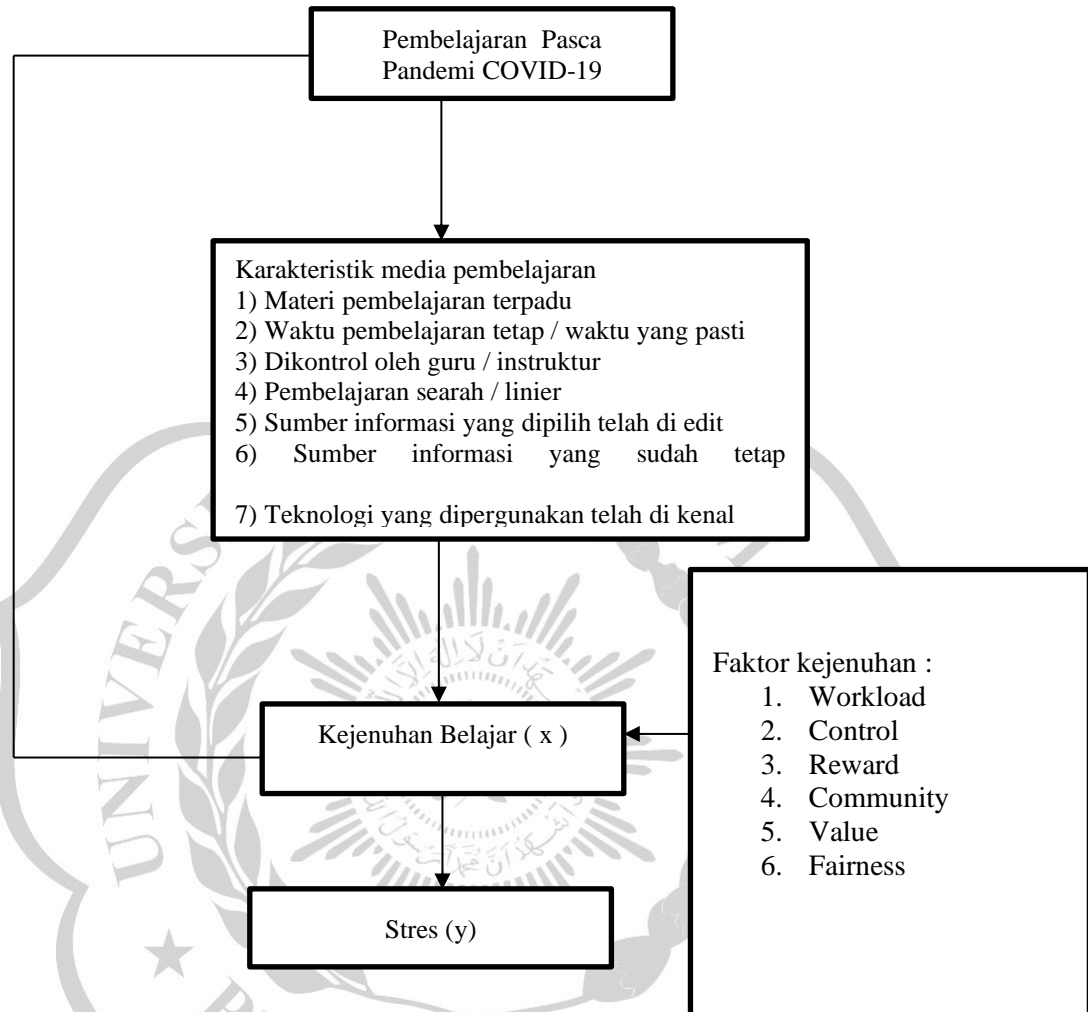 Pembelajaran Pasca
Pandemi COVID-19
Karakteristik media pembelajaran
1) Materi pembelajaran terpadu
2) Waktu pembelajaran tetap / waktu yang pasti
3) Dikontrol oleh guru / instruktur
4) Pembelajaran searah / linier
5) Sumber informasi yang dipilih telah di edit
6) Sumber informasi yang sudah tetap
7) Teknologi yang dipergunakan telah di kenal
Faktor kejenuhan :
1. Workload
2. Control
3. Reward
4. Community
5. Value
6. Fairness
Kejenuhan Belajar ( x )
Stres (y)